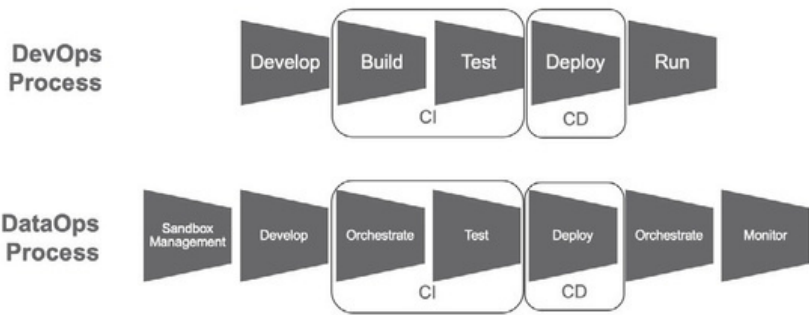 DevOps
Process
Develop
Build
Test
Deploy
Run
CI
CD
DataOps
Process
Sandbox
Management
Develop
Orchestrate
Test
Deploy
Orchestrate
Monitor
CI
CD